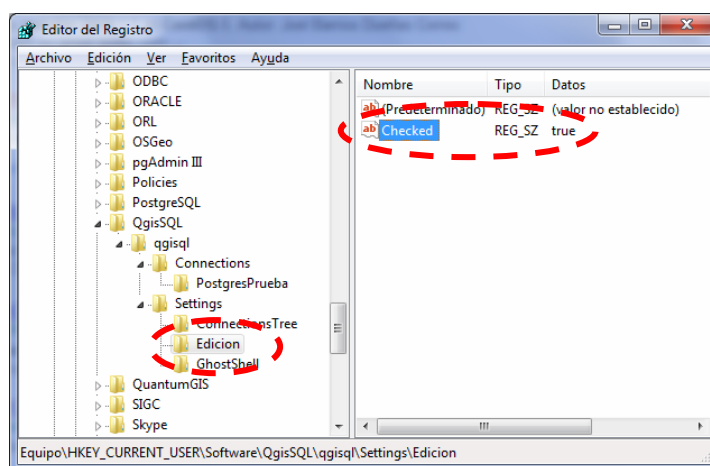 Editor del Registro
Archivo Edición Ver Favoritos Ayuda
ODBC
ORACLE
ORL
OSGeo
pgAdmin III
Policies
PostgreSQL
QgisSQL
qgisql
Connections
PostgresPrueba
Settings
ConnectionsTree
Edicion
GhostShell
QuantumGIS
SIGC
Skype
Nombre Tipo Datos
ab (Predeterminado) REG_SZ (valor no establecido)
ab Checked REG_SZ true
Equipo\HKEY_CURRENT_USER\Software\QgisSQL\qgisql\Settings\Edicion